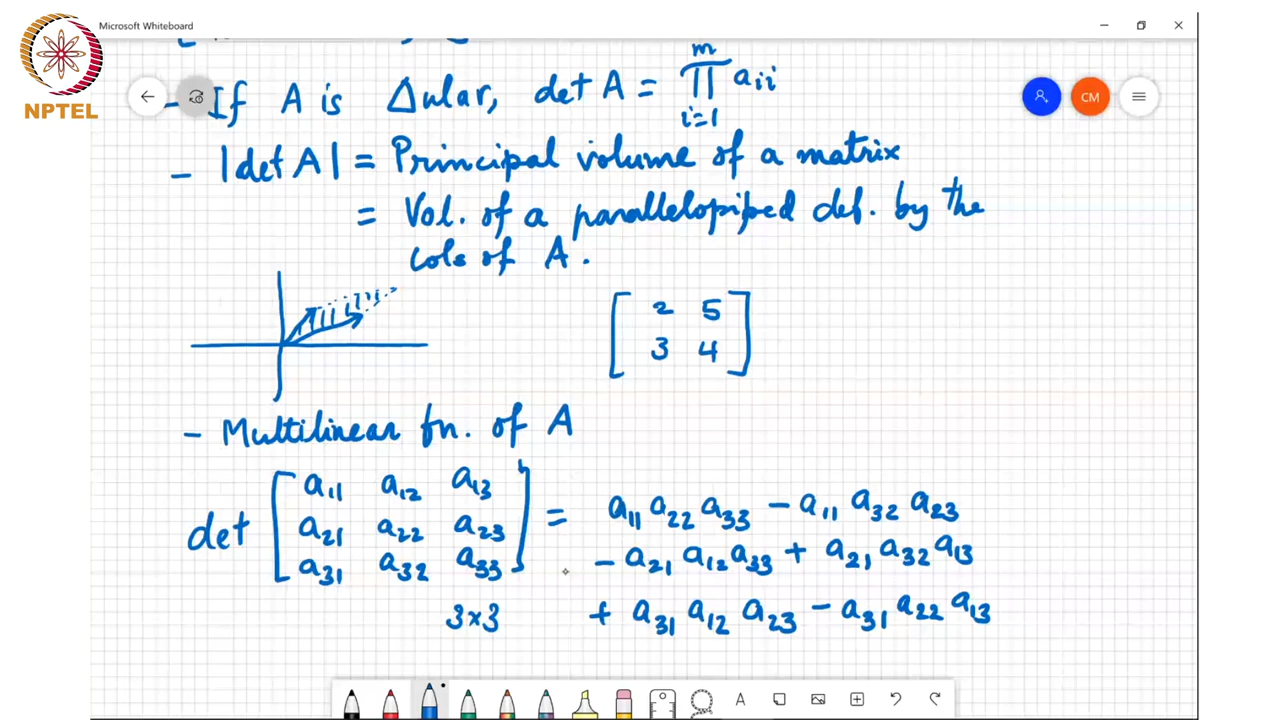 Microsoft Whiteboard
NPTEL
CM
- If A is Δular, det A = ∏_{i=1}^{m} a_{ii}
- |det A| = Principal volume of a matrix
= Vol. of a parallelopiped def. by the
cols of A.
[ 2 5
3 4 ]
- Multilinear fn. of A
det [ a₁₁ a₁₂ a₁₃
a₂₁ a₂₂ a₂₃
a₃₁ a₃₂ a₃₃ ]
3×3
= a₁₁ a₂₂ a₃₃ - a₁₁ a₃₂ a₂₃
- a₂₁ a₁₂ a₃₃ + a₂₁ a₃₂ a₁₃
+ a₃₁ a₁₂ a₂₃ - a₃₁ a₂₂ a₁₃